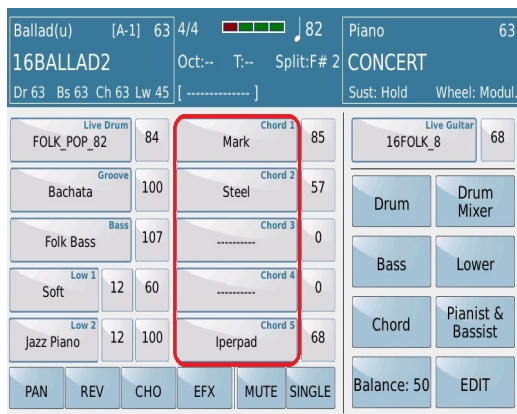 Ballad(u) [A-1] 63 4/4 82 Piano 63
16BALLAD2 Oct:-- T:-- Split:F# 2 CONCERT
Dr 63 Bs 63 Ch 63 Lw 45 [ -------------- ] Sust: Hold Wheel: Modul.
Live Drum Chord 1 Live Guitar
FOLK_POP_82 84 Mark 85 16FOLK_8 68
Groove Chord 2
Bachata 100 Steel 57 Drum Drum Mixer
Bass Chord 3
Folk Bass 107 ---------- 0 Bass Lower
Low 1 Chord 4
Soft 12 60 ---------- 0 Chord Pianist & Bassist
Low 2 Chord 5
Jazz Piano 12 100 Iperpad 68
PAN REV CHO EFX MUTE SINGLE Balance: 50 EDIT